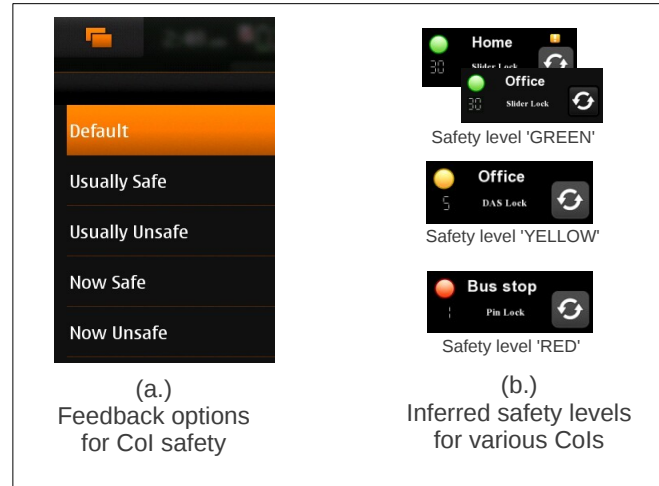 Default
Usually Safe
Usually Unsafe
Now Safe
Now Unsafe
(a.)
Feedback options
for CoI safety
Home
30
Slider Lock
Office
30
Slider Lock
Safety level 'GREEN'
Office
5
DAS Lock
Safety level 'YELLOW'
Bus stop
1
Pin Lock
Safety level 'RED'
(b.)
Inferred safety levels
for various CoIs